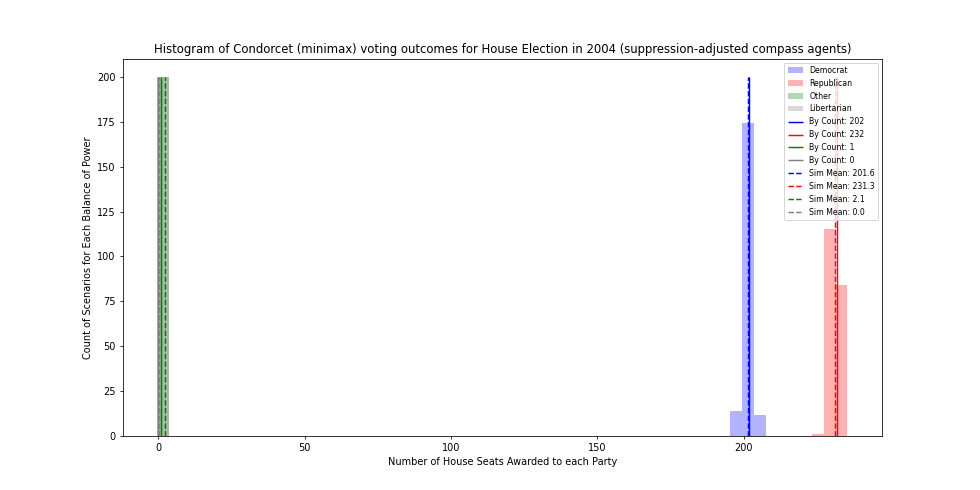 Histogram of Condorcet (minimax) voting outcomes for House Election in 2004 (suppression-adjusted compass agents)
Count of Scenarios for Each Balance of Power
200
175
150
125
100
75
50
25
0
Democrat
Republican
Other
Libertarian
By Count: 202
By Count: 232
By Count: 1
By Count: 0
Sim Mean: 201.6
Sim Mean: 231.3
Sim Mean: 2.1
Sim Mean: 0.0
0 50 100 150 200
Number of House Seats Awarded to each Party